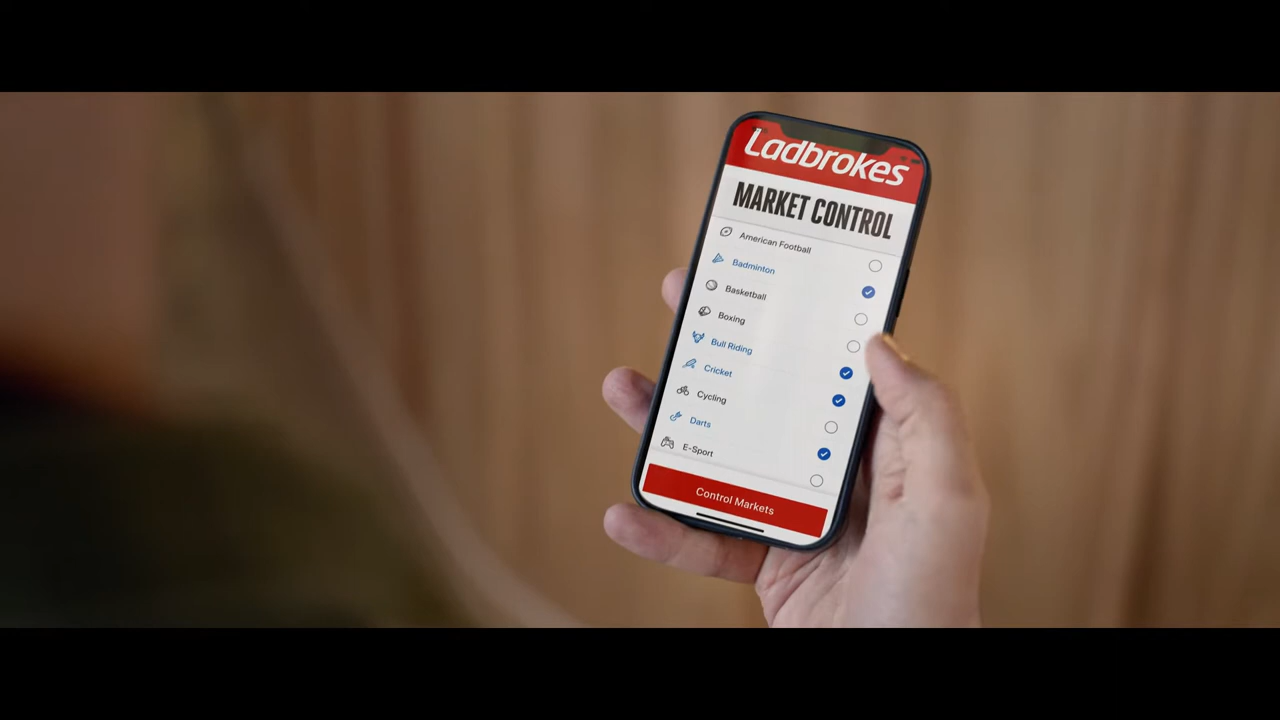 Ladbrokes
MARKET CONTROL
American Football
Badminton
Basketball
Boxing
Bull Riding
Cricket
Cycling
Darts
E-Sport
Control Markets